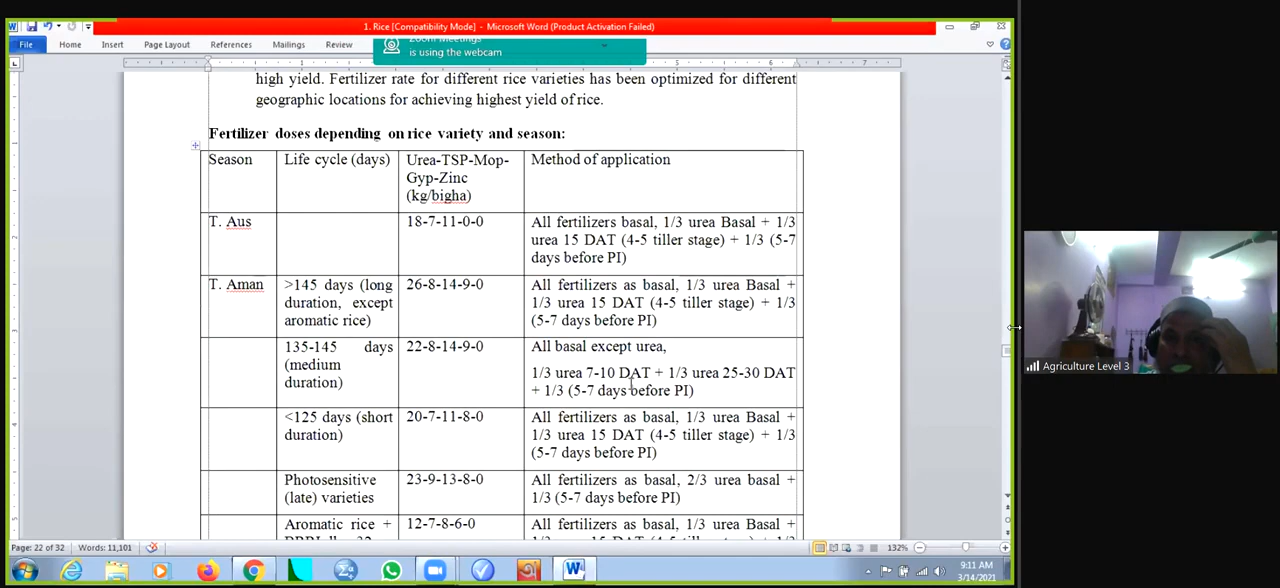 1. Rice [Compatibility Mode] - Microsoft Word (Product Activation Failed)
File Home Insert Page Layout References Mailings Review
is using the webcam
high yield. Fertilizer rate for different rice varieties has been optimized for different
geographic locations for achieving highest yield of rice.
Fertilizer doses depending on rice variety and season:
Season
Life cycle (days)
Urea-TSP-Mop-
Gyp-Zinc
(kg/bigha)
Method of application
T. Aus
18-7-11-0-0
All fertilizers basal, 1/3 urea Basal + 1/3
urea 15 DAT (4-5 tiller stage) + 1/3 (5-7
days before PI)
T. Aman
>145 days (long
duration, except
aromatic rice)
26-8-14-9-0
All fertilizers as basal, 1/3 urea Basal +
1/3 urea 15 DAT (4-5 tiller stage) + 1/3
(5-7 days before PI)
135-145 days
(medium
duration)
22-8-14-9-0
All basal except urea,
1/3 urea 7-10 DAT + 1/3 urea 25-30 DAT
+ 1/3 (5-7 days before PI)
<125 days (short
duration)
20-7-11-8-0
All fertilizers as basal, 1/3 urea Basal +
1/3 urea 15 DAT (4-5 tiller stage) + 1/3
(5-7 days before PI)
Photosensitive
(late) varieties
23-9-13-8-0
All fertilizers as basal, 2/3 urea basal +
1/3 (5-7 days before PI)
Aromatic rice +
12-7-8-6-0
All fertilizers as basal, 1/3 urea Basal +
Page: 22 of 32 Words: 11,101 132%
9:11 AM
3/14/2021
Agriculture Level 3